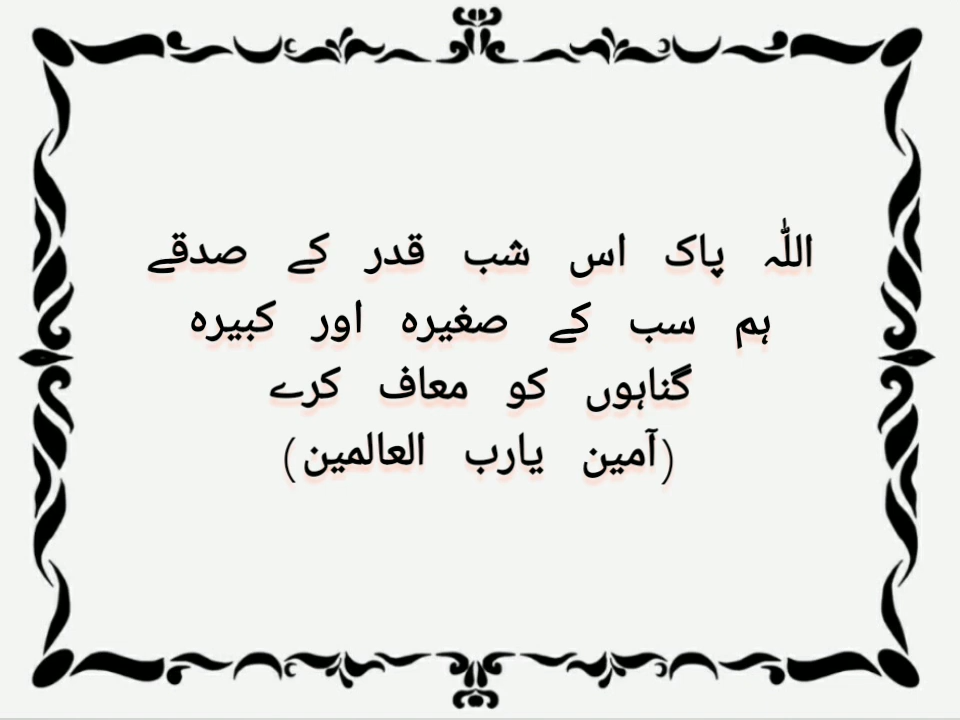 اللہ پاک اس شب قدر کے صدقے
ہم سب کے صغیرہ اور کبیرہ
گناہوں کو معاف کرے
(آمین یارب العالمین)